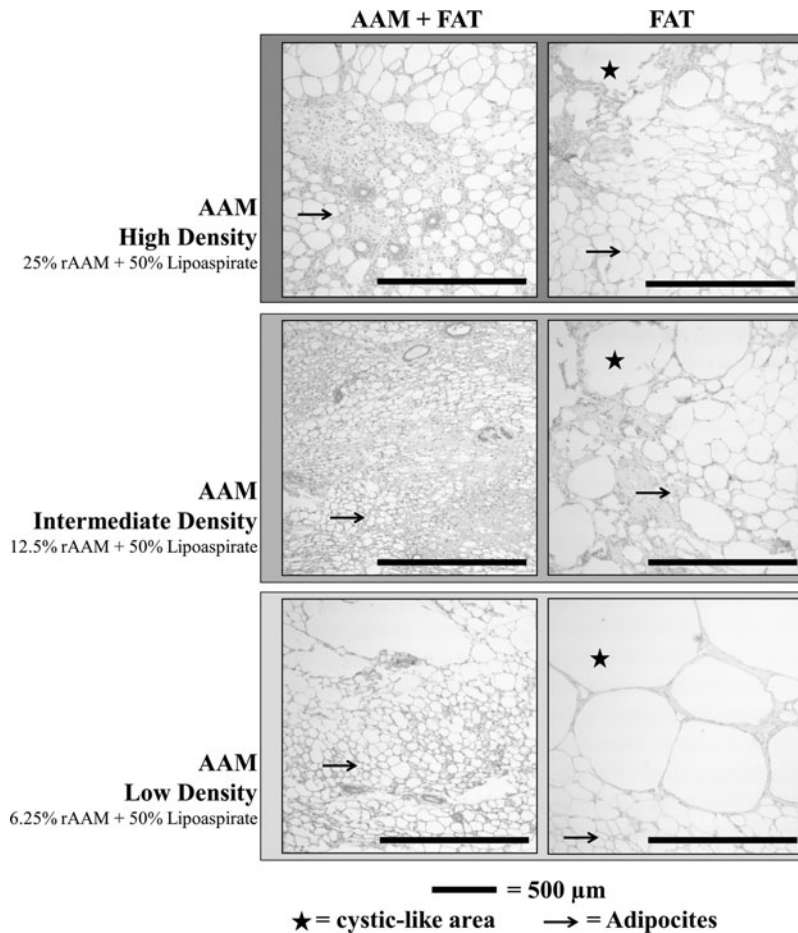 AAM + FAT
FAT
AAM
High Density
25% rAAM + 50% Lipoaspirate
AAM
Intermediate Density
12.5% rAAM + 50% Lipoaspirate
AAM
Low Density
6.25% rAAM + 50% Lipoaspirate
= 500 µm
★ = cystic-like area → = Adipocites